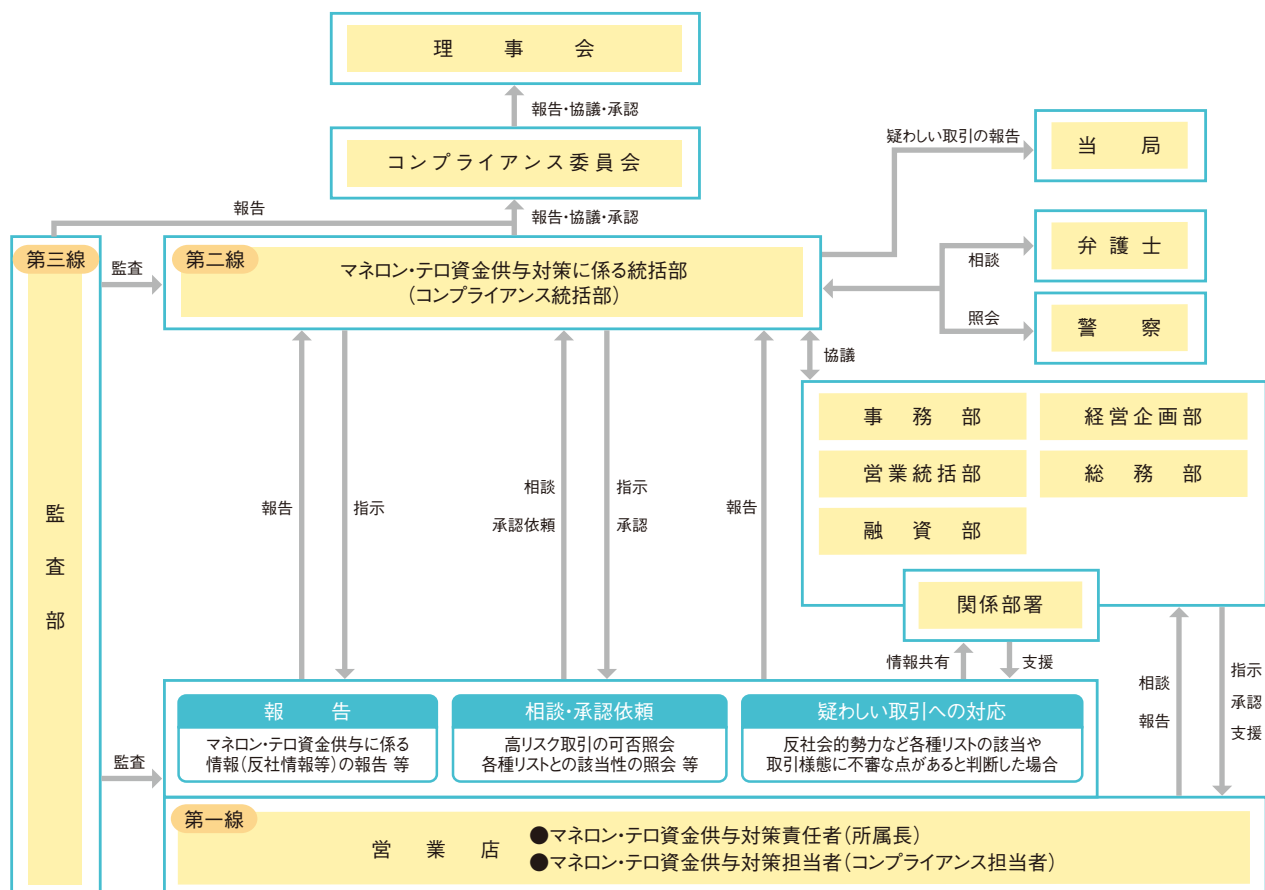 理事会
報告・協議・承認
コンプライアンス委員会
報告
報告・協議・承認
疑わしい取引の報告
当局
弁護士
相談
照会
警察
第三線
監査
第二線
マネロン・テロ資金供与対策に係る統括部
(コンプライアンス統括部)
協議
事務部
経営企画部
営業統括部
総務部
融資部
関係部署
監査部
報告
指示
相談
承認依頼
指示
承認
報告
情報共有
支援
相談
報告
指示
承認
支援
報告
マネロン・テロ資金供与に係る
情報(反社情報等)の報告 等
相談・承認依頼
高リスク取引の可否照会
各種リストとの該当性の照会 等
疑わしい取引への対応
反社会的勢力など各種リストの該当や
取引様態に不審な点があると判断した場合
監査
第一線
営業店
●マネロン・テロ資金供与対策責任者(所属長)
●マネロン・テロ資金供与対策担当者(コンプライアンス担当者)